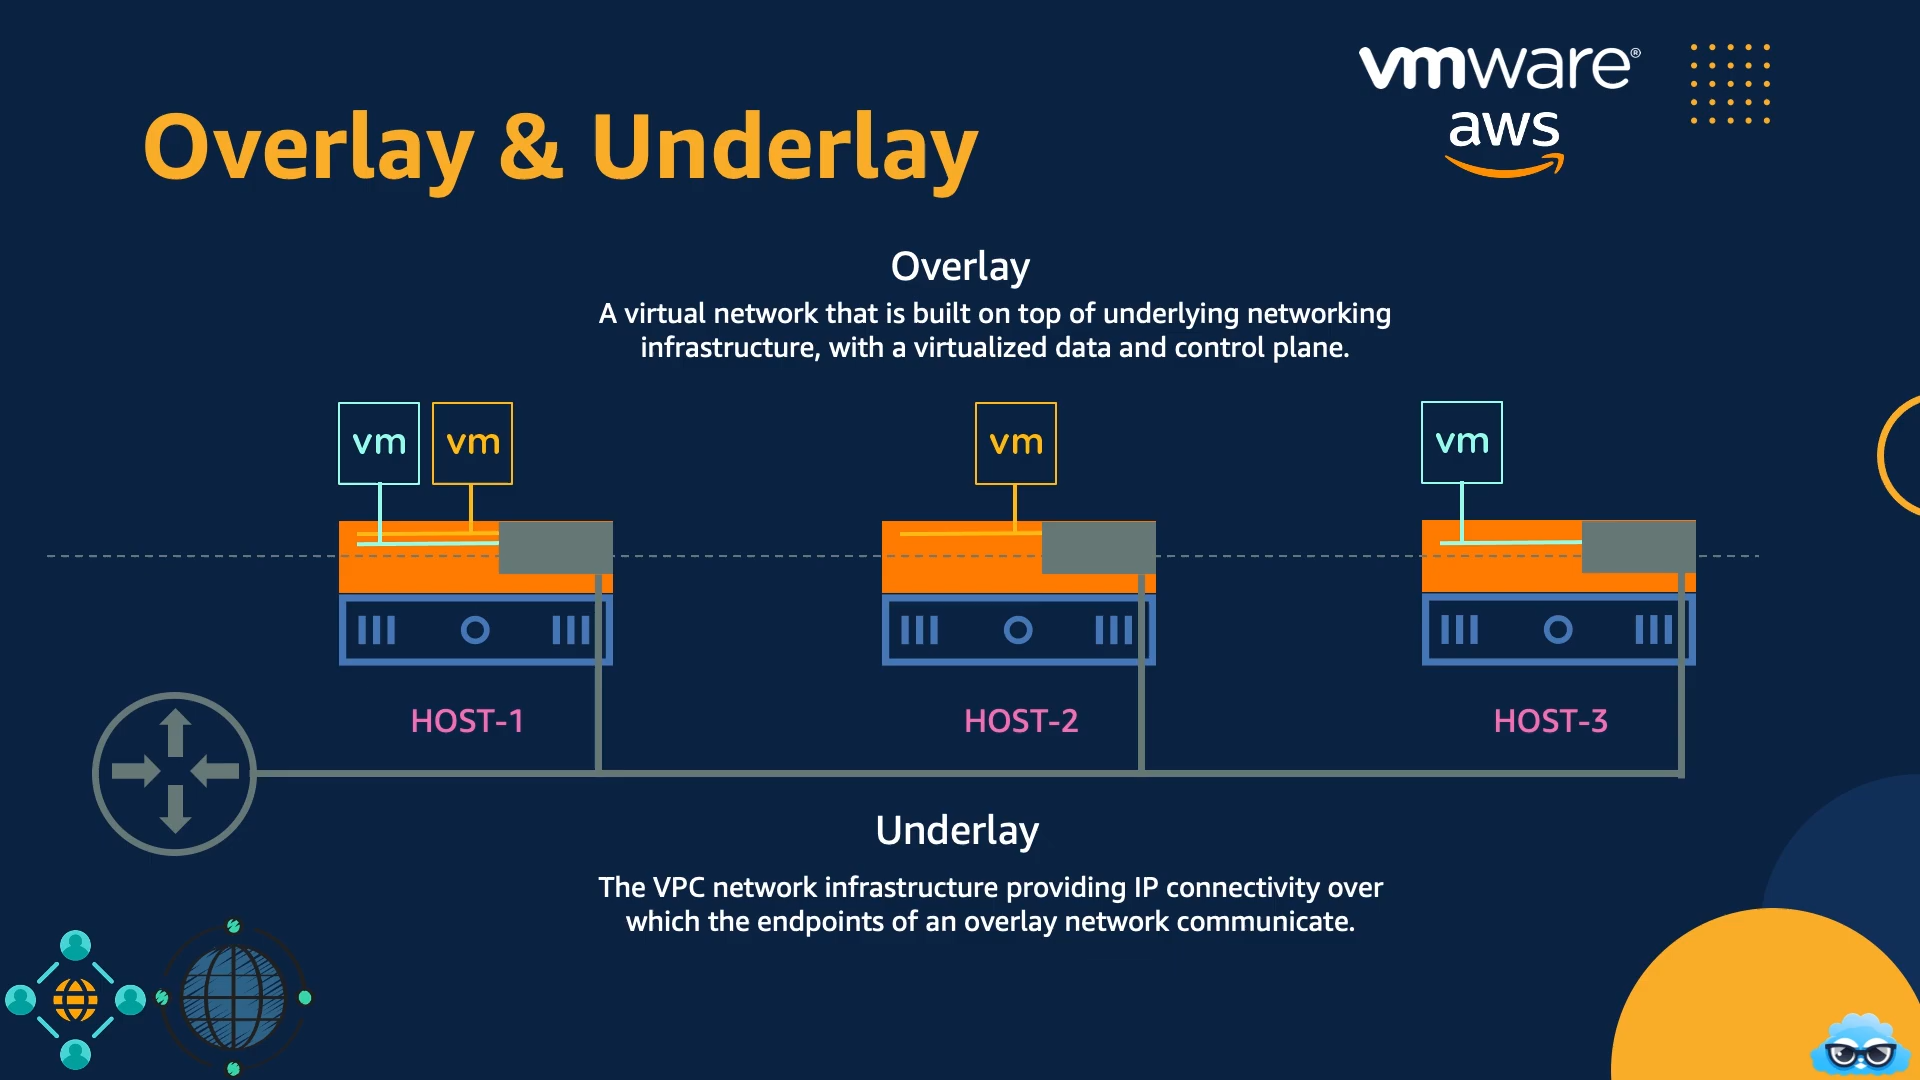 vmware®
aws
Overlay & Underlay
Overlay
A virtual network that is built on top of underlying networking
infrastructure, with a virtualized data and control plane.
vm
vm
vm
vm
HOST-1
HOST-2
HOST-3
Underlay
The VPC network infrastructure providing IP connectivity over
which the endpoints of an overlay network communicate.